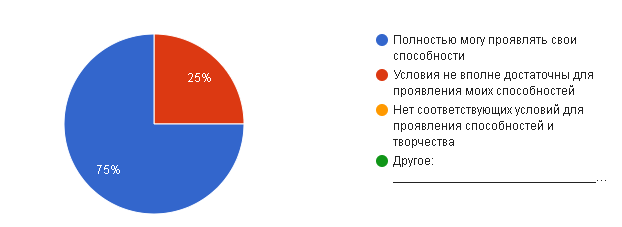 25%
75%
Полностью могу проявлять свои
способности
Условия не вполне достаточны для
проявления моих способностей
Нет соответствующих условий для
проявления способностей и
творчества
Другое:
______________________________...